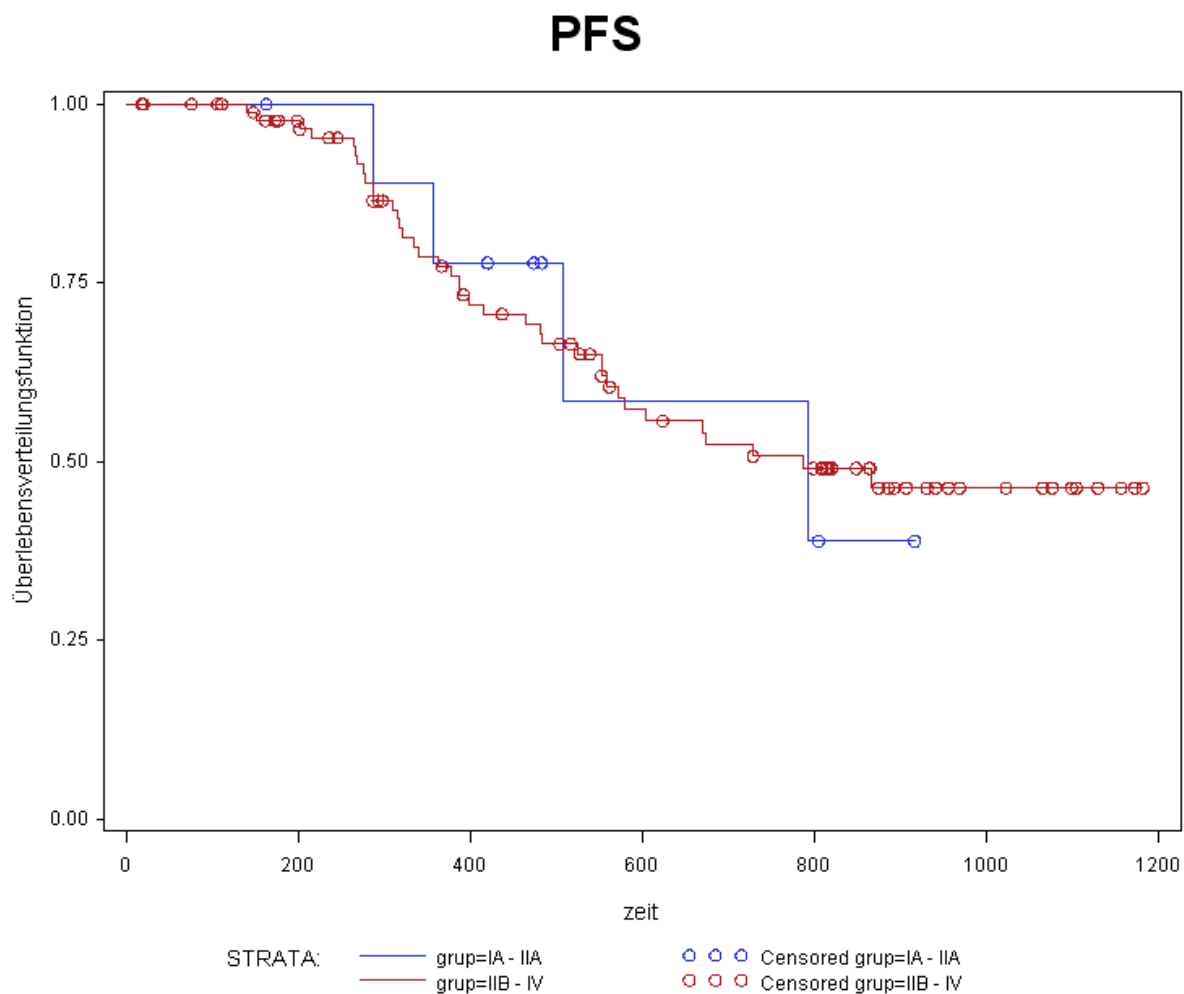 PFS
Überlebensverteilungsfunktion
1.00
0.75
0.50
0.25
0.00
0 200 400 600 800 1000 1200
zeit
STRATA: grup=IA - IIA Censored grup=IA - IIA
grup=IIB - IV Censored grup=IIB - IV